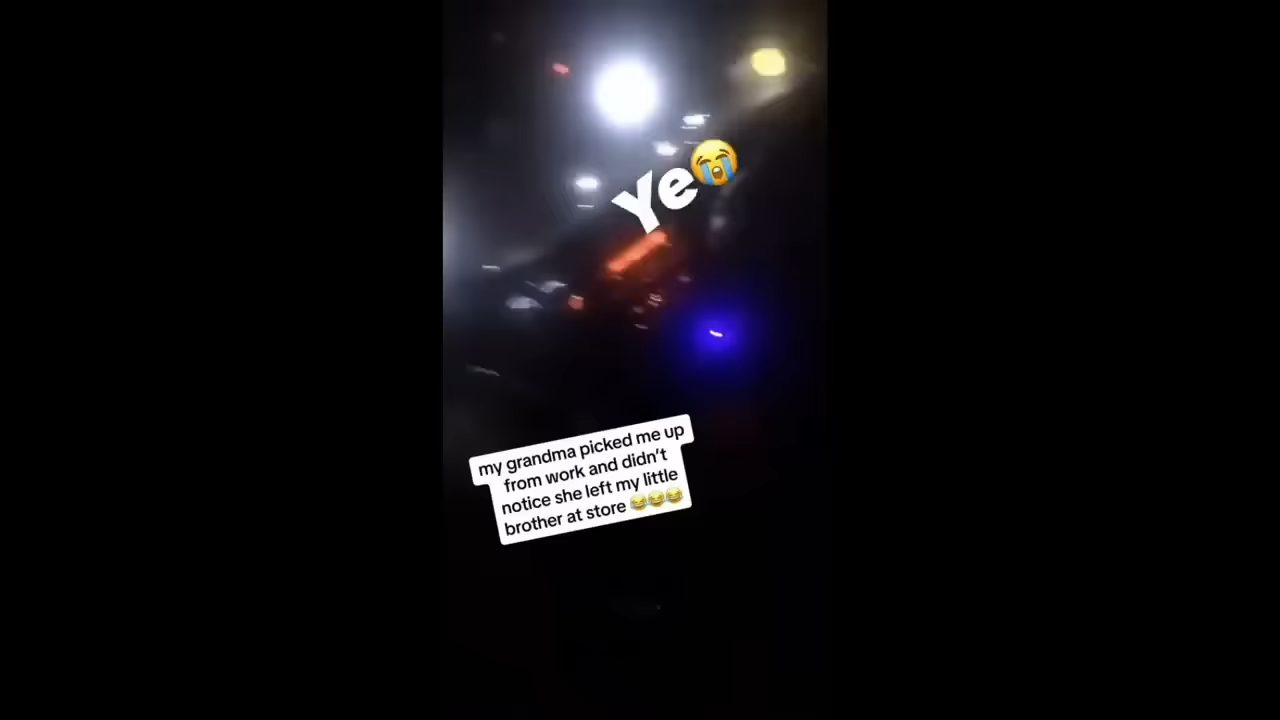 Ye😭
my grandma picked me up
from work and didn't
notice she left my little
brother at store 😂😂😂